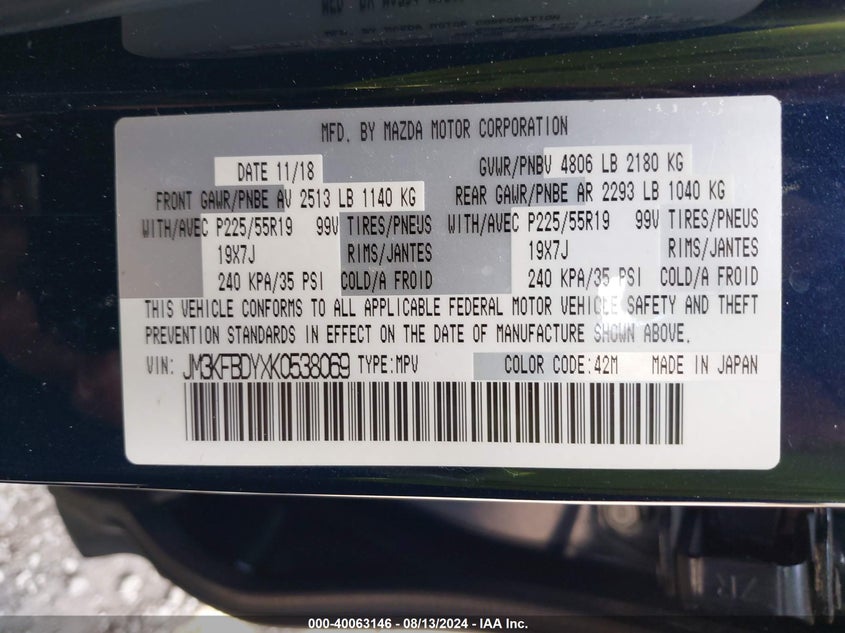 MFD. BY MAZDA MOTOR CORPORATION
DATE 11/18 GVWR/PNBV 4806 LB 2180 KG
FRONT GAWR/PNBE AV 2513 LB 1140 KG REAR GAWR/PNBE AR 2293 LB 1040 KG
WITH/AVEC P225/55R19 99V TIRES/PNEUS WITH/AVEC P225/55R19 99V TIRES/PNEUS
19X7J RIMS/JANTES 19X7J RIMS/JANTES
240 KPA/35 PSI COLD/A FROID 240 KPA/35 PSI COLD/A FROID
THIS VEHICLE CONFORMS TO ALL APPLICABLE FEDERAL MOTOR VEHICLE SAFETY AND THEFT
PREVENTION STANDARDS IN EFFECT ON THE DATE OF MANUFACTURE SHOWN ABOVE.
VIN: JM3KFBDYXK0538069 TYPE:MPV COLOR CODE:42M MADE IN JAPAN
000-40063146 - 08/13/2024 - IAA Inc.